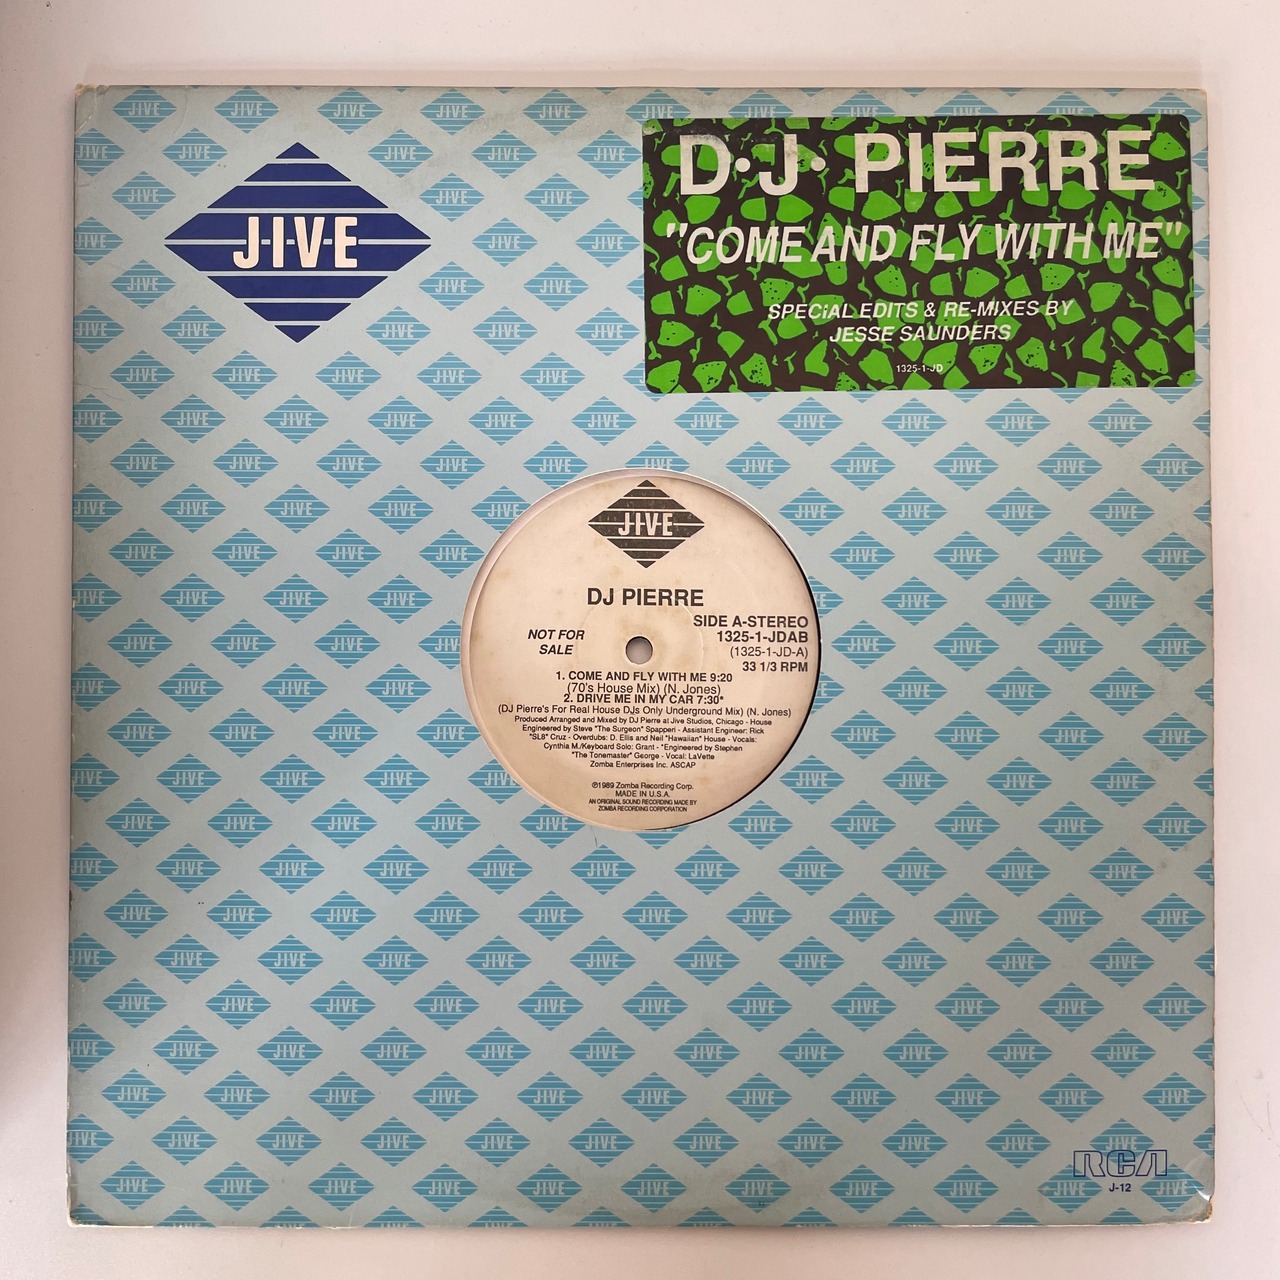 JIVE
D·J· PIERRE
"COME AND FLY WITH ME"
SPECIAL EDITS & RE-MIXES BY
JESSE SAUNDERS
1325-1-JD
JIVE
DJ PIERRE
SIDE A-STEREO
NOT FOR
SALE
1325-1-JDAB
(1325-1-JD-A)
33 1/3 RPM
1. COME AND FLY WITH ME 9:20
(70's House Mix) (N. Jones)
2. DRIVE ME IN MY CAR 7:30*
(DJ Pierre's For Real House DJs Only Underground Mix) (N. Jones)
Produced Arranged and Mixed by DJ Pierre at Jive Studios, Chicago - House
Engineered by Steve "The Surgeon" Spapperi - Assistant Engineer: Rick
"SL8" Cruz - Overdubs: D. Ellis and Neil "Hawaiian" House - Vocals:
Cynthia M./Keyboard Solo: Grant - *Engineered by Stephen
"The Tonemaster" George - Vocal: LaVette
Zomba Enterprises Inc. ASCAP
℗1989 Zomba Recording Corp.
MADE IN U.S.A.
AN ORIGINAL SOUND RECORDING MADE BY
ZOMBA RECORDING CORPORATION
RCA
J-12